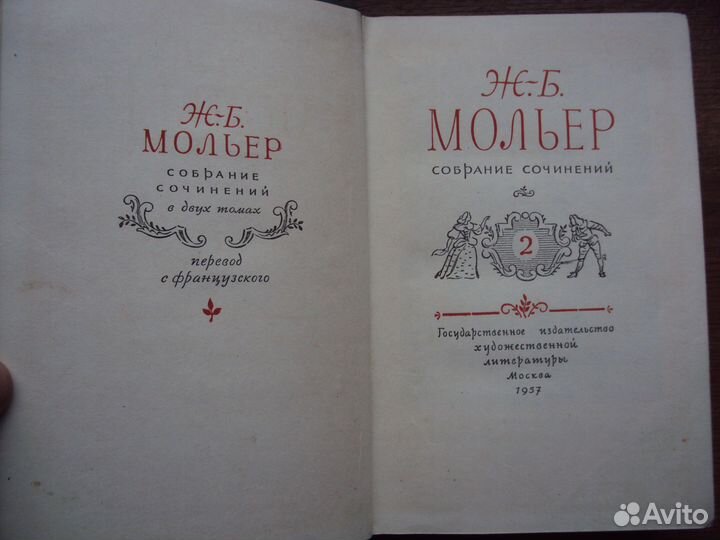 Ж.-Б.
МОЛЬЕР
СОБРАНИЕ
СОЧИНЕНИЙ
в двух томах
перевод
с французского
Ж.-Б.
МОЛЬЕР
СОБРАНИЕ СОЧИНЕНИЙ
2
Государственное издательство
художественной
литературы
Москва
1957
Avito